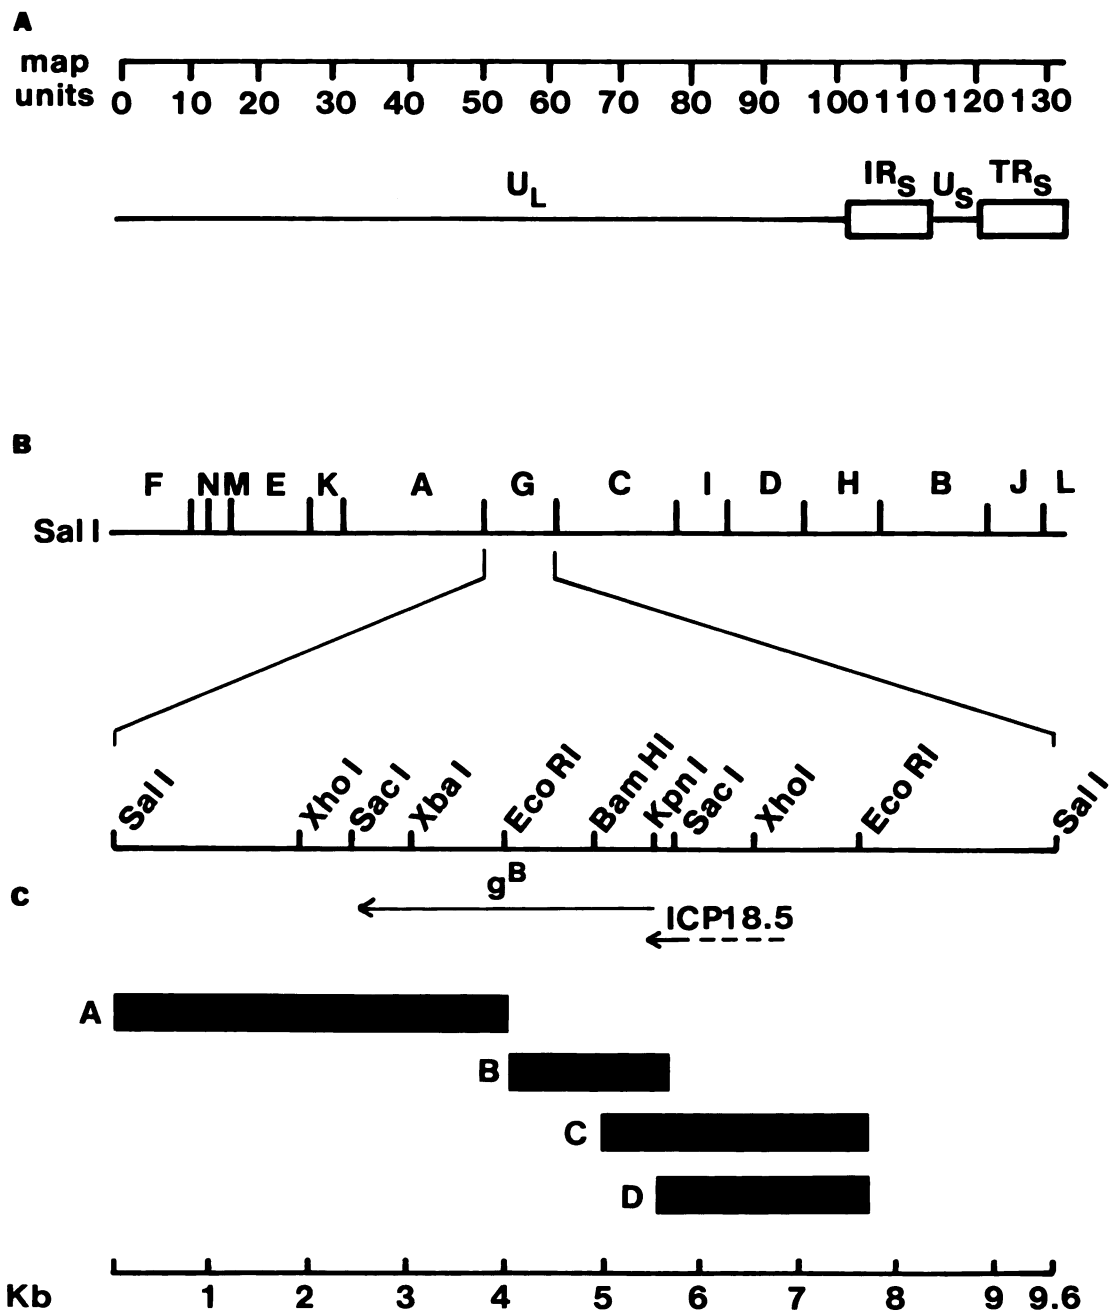 A
map
units 0 10 20 30 40 50 60 70 80 90 100 110 120 130
UL IRS US TRS
B
F N M E K A G C I D H B J L
Sal I
Sal I Xho I Sac I Xba I Eco RI Bam HI Kpn I Sac I XhoI Eco RI Sal I
gB
C
ICP18.5
A
B
C
D
Kb 1 2 3 4 5 6 7 8 9 9.6